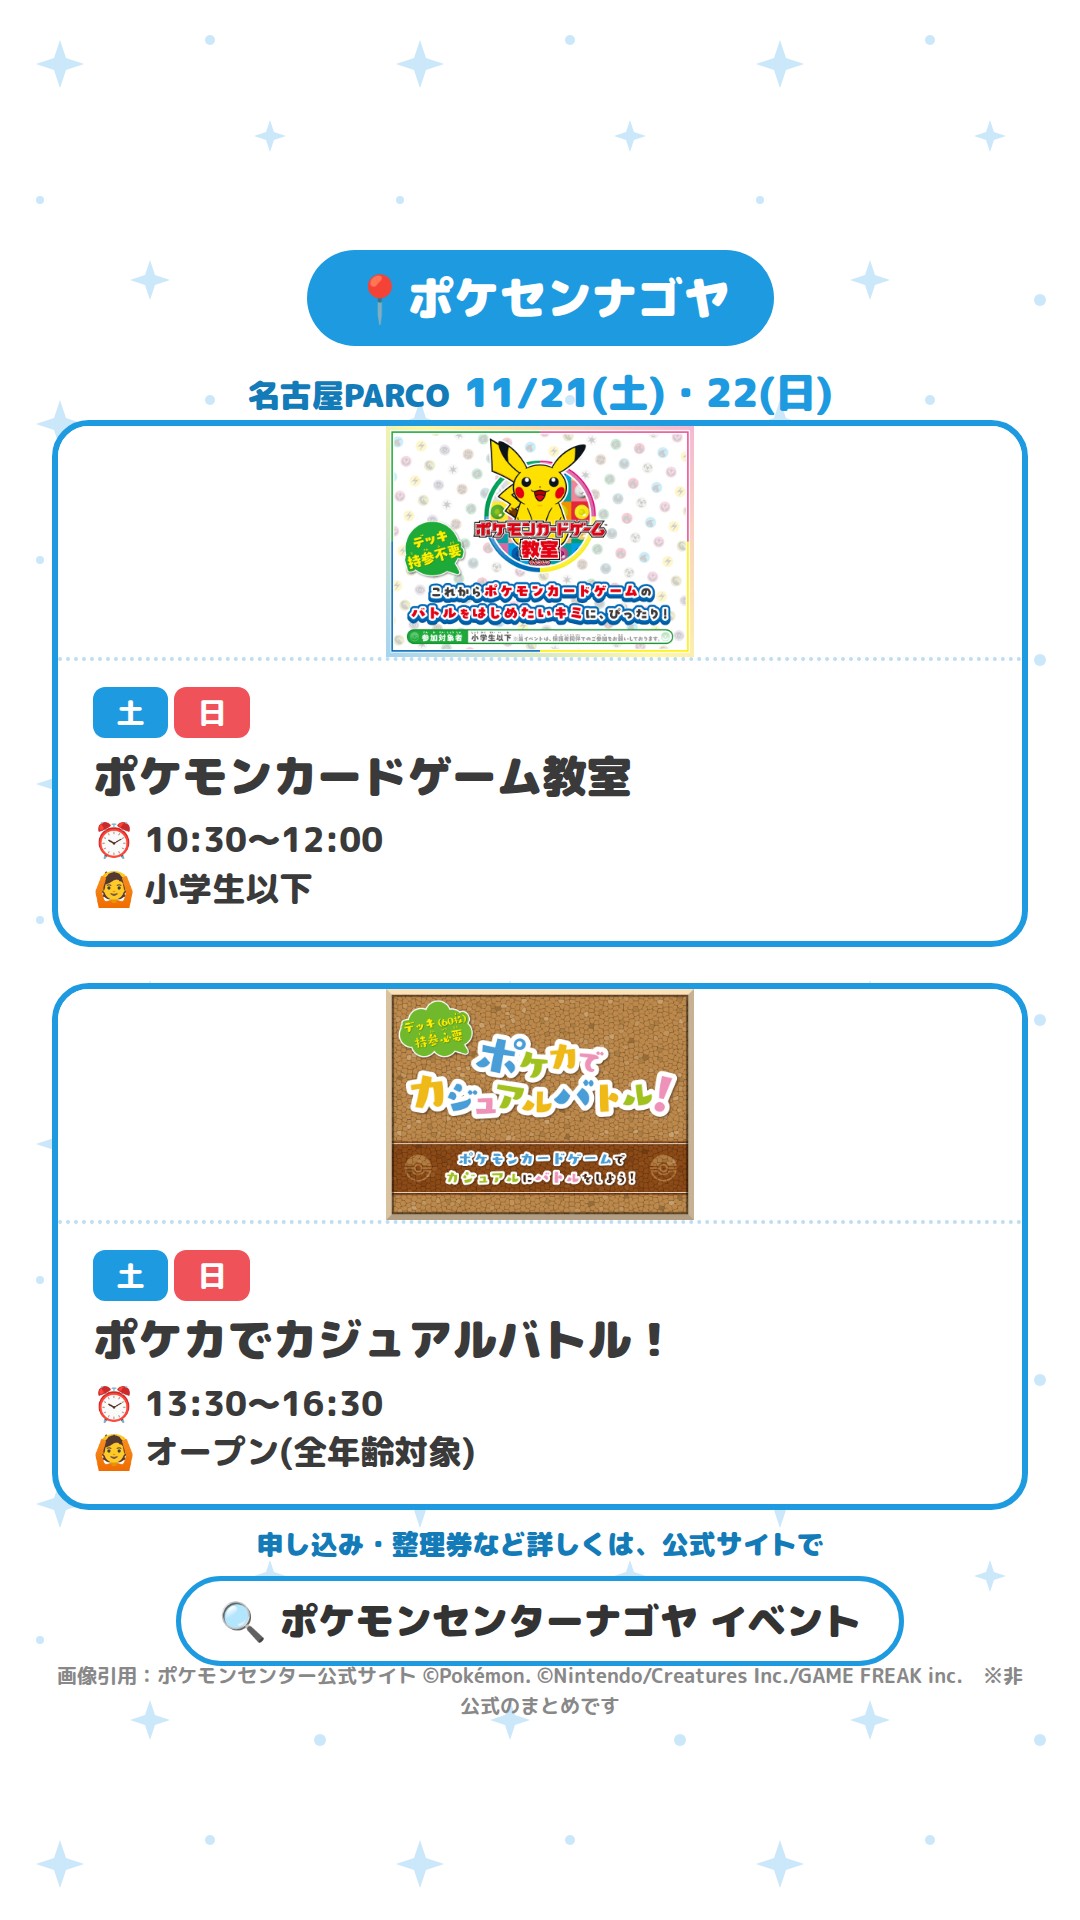 📍ポケセンナゴヤ
名古屋PARCO 11/21(土)・22(日)
ポケモンカードゲーム
教室
デッキ
持参不要
これからポケモンカードゲームの
バトルをはじめたいキミに、ぴったり!
参加対象者 小学生以下
土 日
ポケモンカードゲーム教室
⏰ 10:30〜12:00
🙆 小学生以下
デッキ(60枚)
持参必要
ポケカで
カジュアルバトル!
ポケモンカードゲームで
カジュアルにバトルをしよう!
土 日
ポケカでカジュアルバトル！
⏰ 13:30〜16:30
🙆 オープン(全年齢対象)
申し込み・整理券など詳しくは、公式サイトで
🔍 ポケモンセンターナゴヤ イベント
画像引用：ポケモンセンター公式サイト ©Pokémon. ©Nintendo/Creatures Inc./GAME FREAK inc.　※非
公式のまとめです